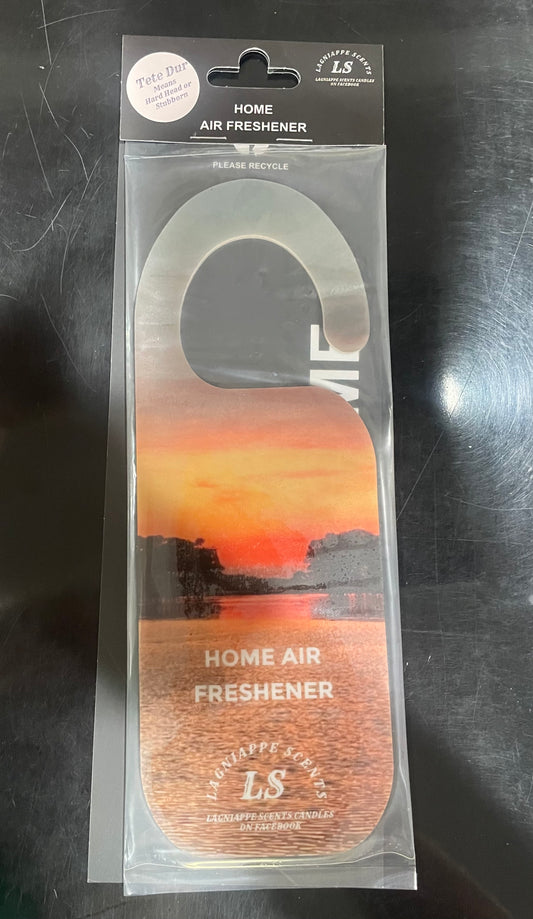 Tete Dur
Means
Hard Head or
Stubborn
LAGNIAPPE SCENTS
LS
LAGNIAPPE SCENTS CANDLES
ON FACEBOOK
HOME
AIR FRESHENER
PLEASE RECYCLE
ME
HOME AIR
FRESHENER
LAGNIAPPE SCENTS
LS
LAGNIAPPE SCENTS CANDLES
ON FACEBOOK